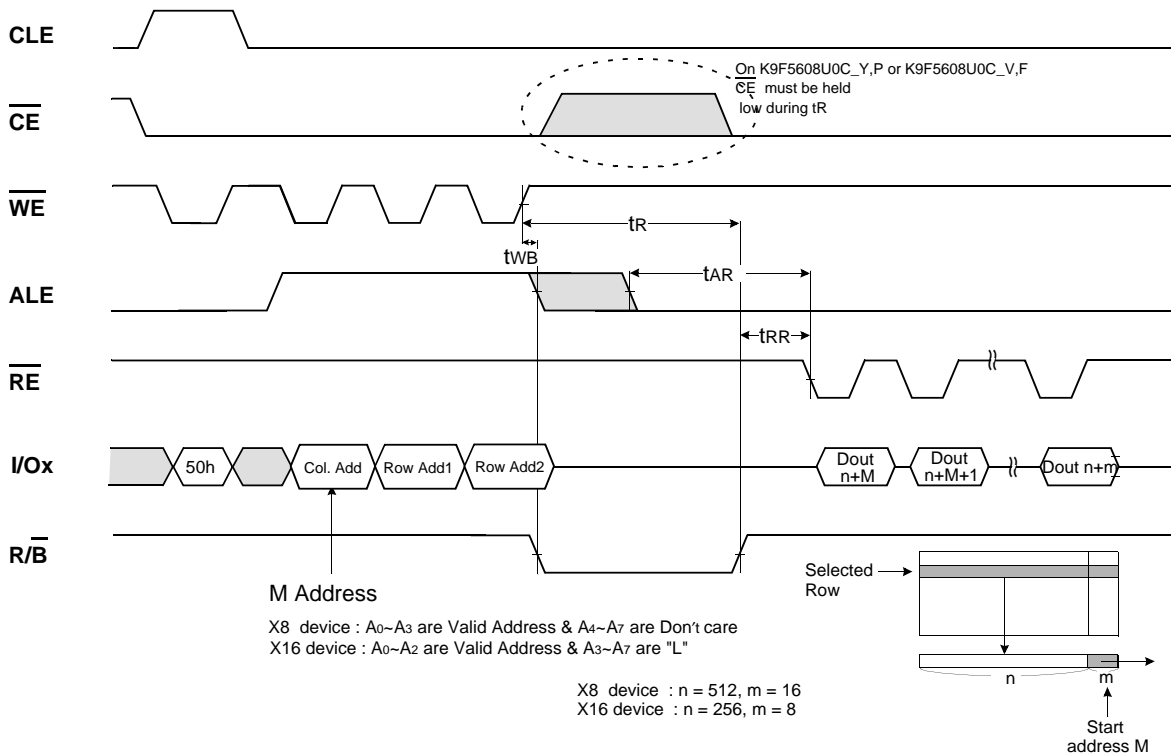 CLE
On K9F5608U0C_Y,P or K9F5608U0C_V,F
CE must be held
low during tR
CE
WE
tR
tWB
tAR
ALE
tRR
RE
I/Ox
50h
Col. Add
Row Add1
Row Add2
Dout
n+M
Dout
n+M+1
Dout n+m
R/B
M Address
X8 device : A0~A3 are Valid Address & A4~A7 are Don't care
X16 device : A0~A2 are Valid Address & A3~A7 are "L"
X8 device : n = 512, m = 16
X16 device : n = 256, m = 8
Selected
Row
n
m
Start
address M